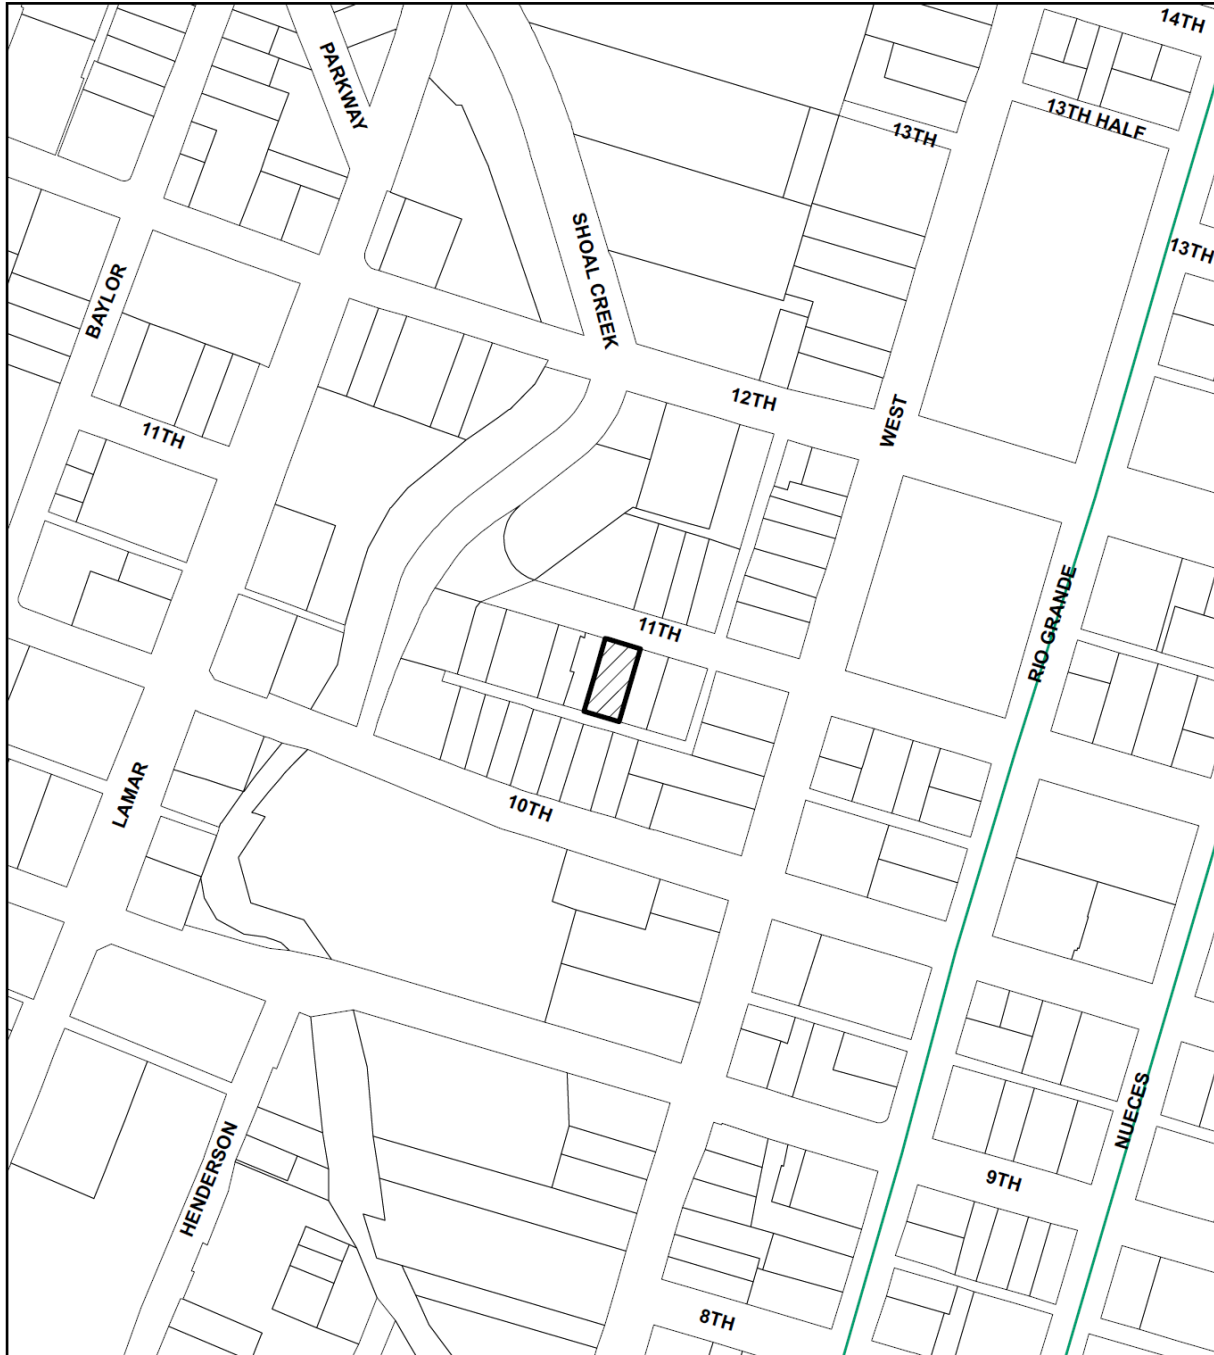 14TH
PARKWAY
13TH HALF
13TH
SHOAL CREEK
13TH
BAYLOR
12TH
WEST
11TH
RIO GRANDE
11TH
LAMAR
10TH
NUECES
HENDERSON
9TH
8TH